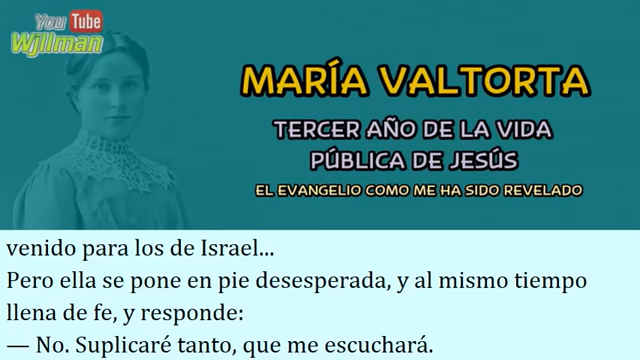 You Tube
Wjllman
MARÍA VALTORTA
TERCER AÑO DE LA VIDA
PÚBLICA DE JESÚS
EL EVANGELIO COMO ME HA SIDO REVELADO
venido para los de Israel...
Pero ella se pone en pie desesperada, y al mismo tiempo
llena de fe, y responde:
— No. Suplicaré tanto, que me escuchará.